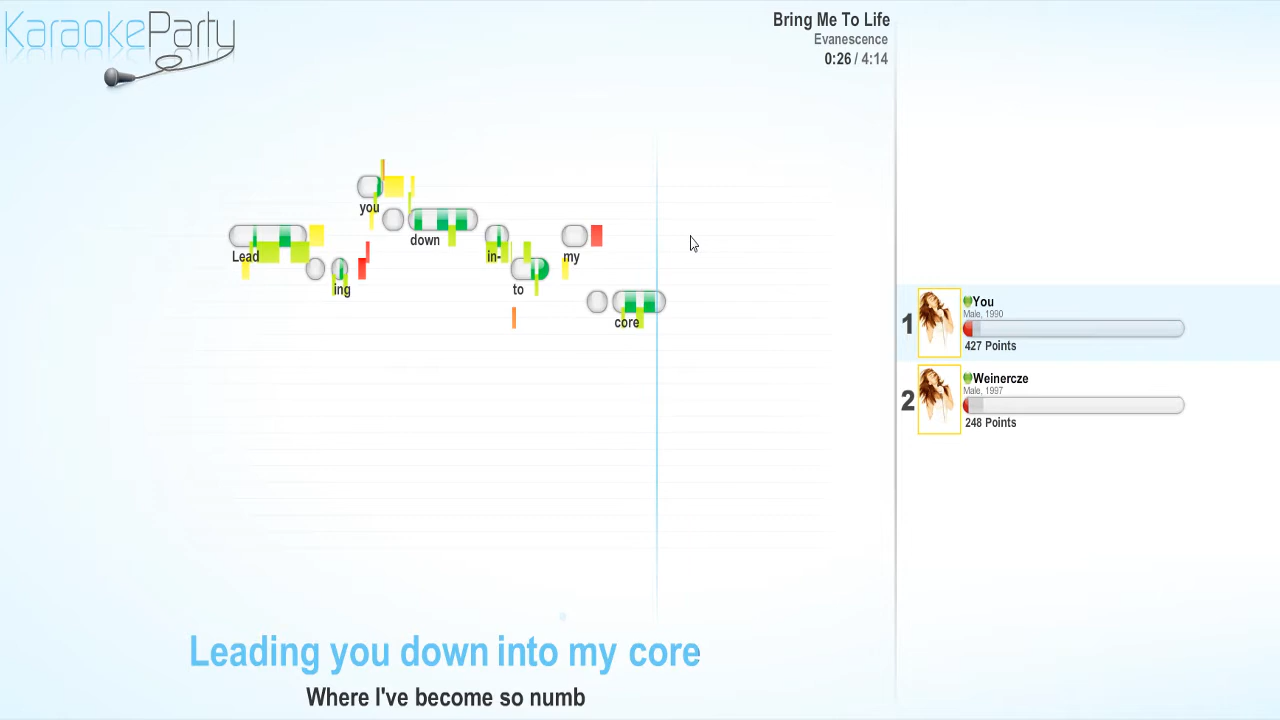 KaraokeParty
Bring Me To Life
Evanescence
0:26 / 4:14
you
down
Lead
in-
my
ing
to
core
1
You
Male, 1990
427 Points
2
Weinercze
Male, 1997
248 Points
Leading you down into my core
Where I've become so numb